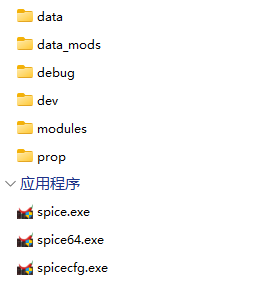 data
data_mods
debug
dev
modules
prop
应用程序
spice.exe
spice64.exe
spicecfg.exe